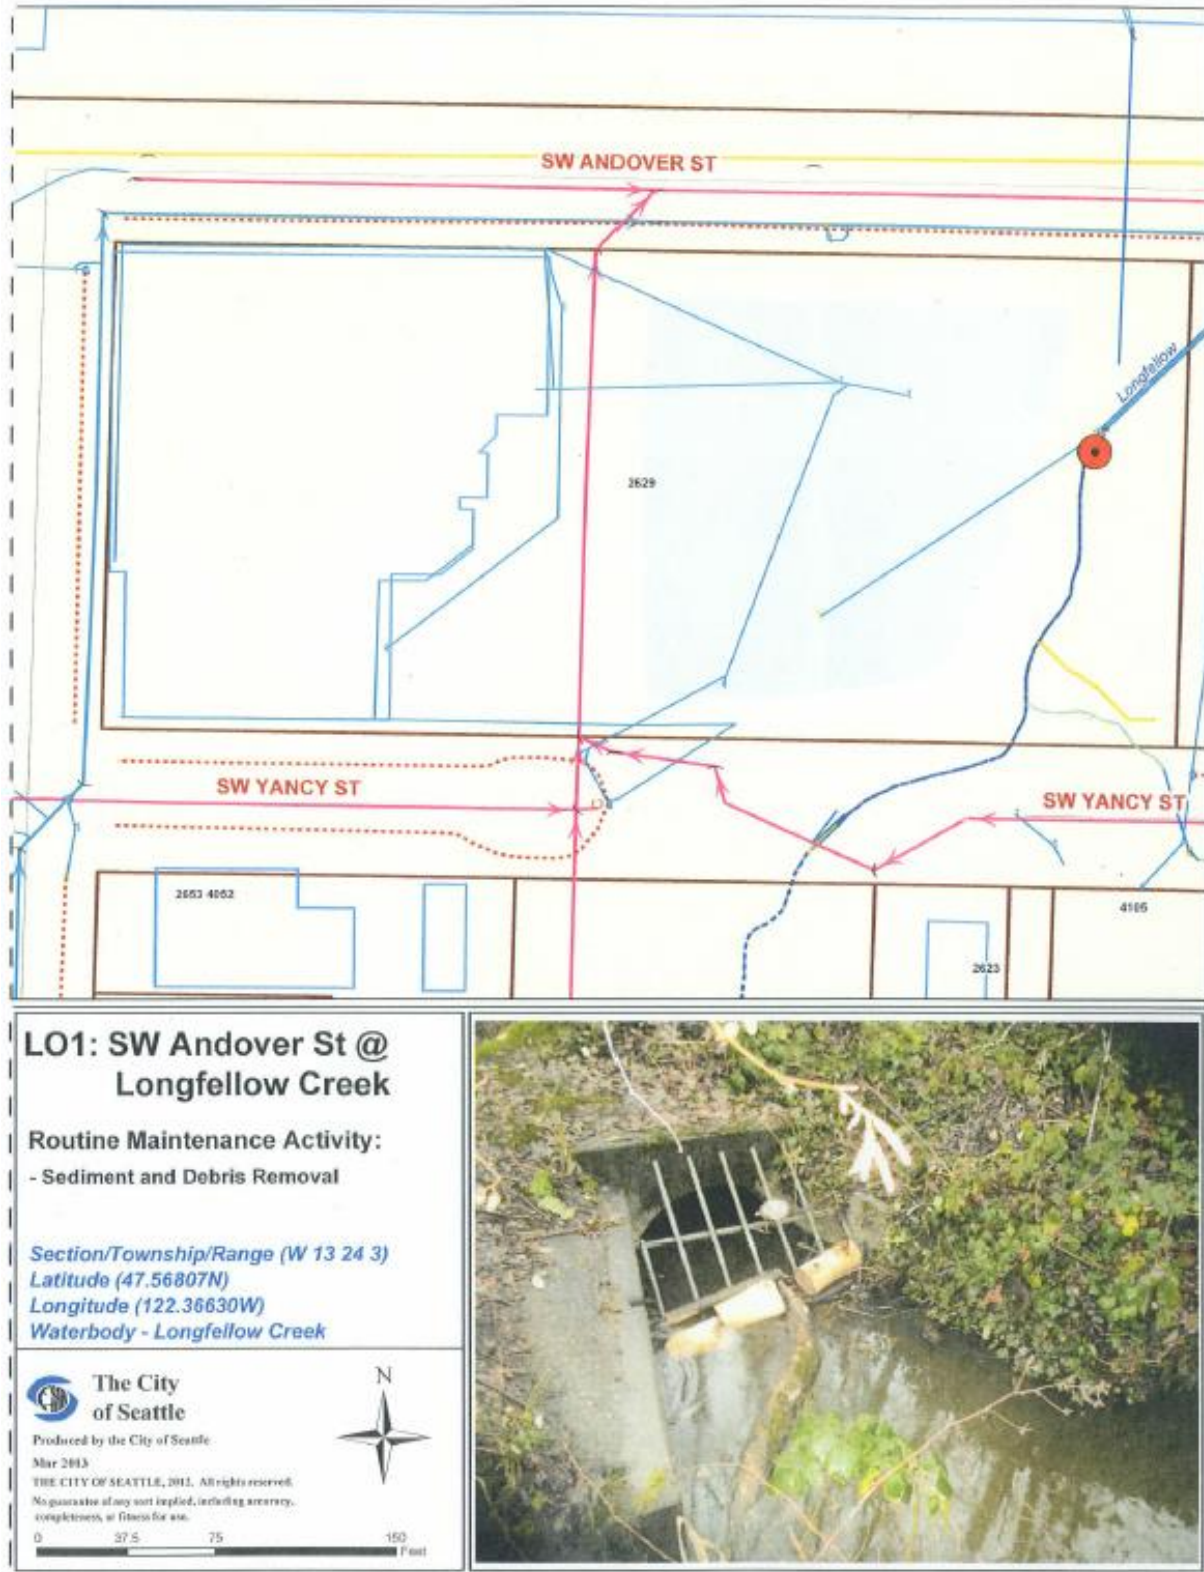 SW ANDOVER ST
Longfellow
2629
SW YANCY ST
SW YANCY ST
2653 4052
4105
2623
LO1: SW Andover St @
Longfellow Creek
Routine Maintenance Activity:
- Sediment and Debris Removal
Section/Township/Range (W 13 24 3)
Latitude (47.56807N)
Longitude (122.36630W)
Waterbody - Longfellow Creek
The City
of Seattle
N
Produced by the City of Seattle
Mar 2013
THE CITY OF SEATTLE, 2012. All rights reserved.
No guarantee of any sort implied, including accuracy,
completeness, or fitness for use.
0 37.5 75 150
Feet